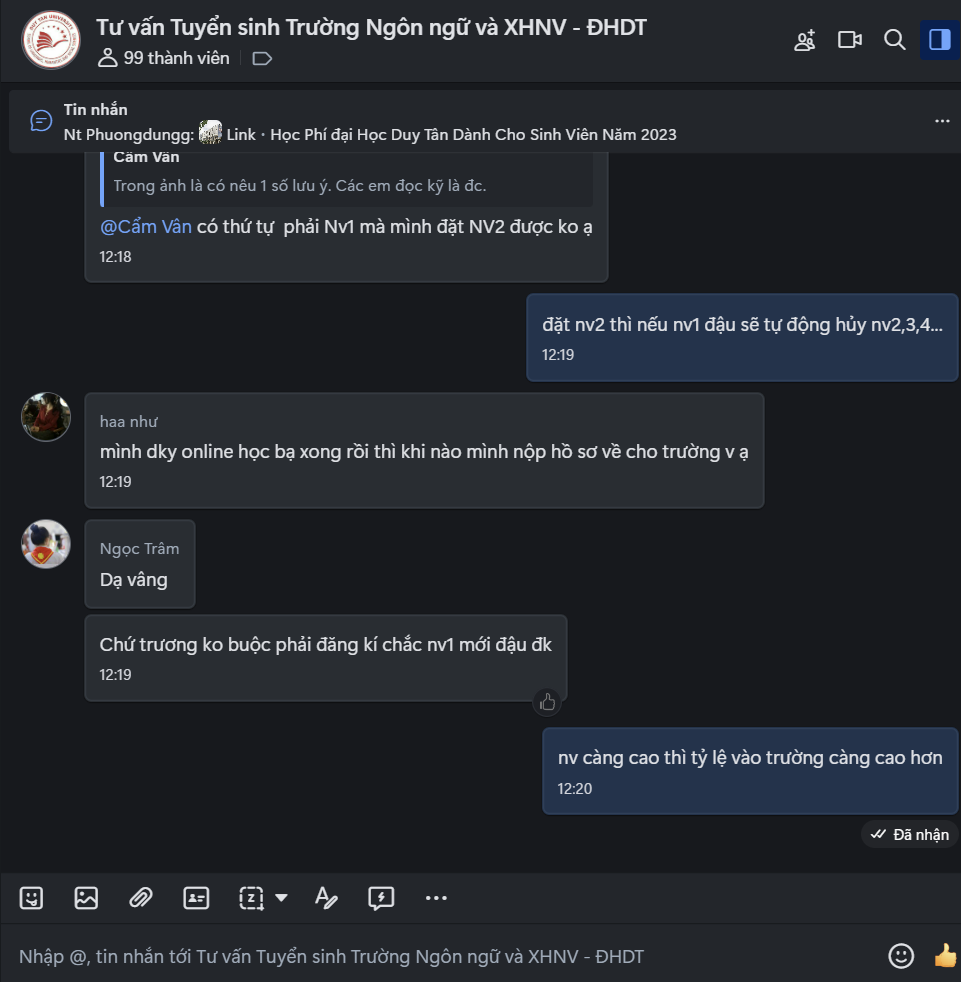 Tư vấn Tuyển sinh Trường Ngôn ngữ và XHNV - ĐHDT
99 thành viên
Tin nhắn
Nt Phuongdungg: Link · Học Phí đại Học Duy Tân Dành Cho Sinh Viên Năm 2023
Cẩm Vân
Trong ảnh là có nêu 1 số lưu ý. Các em đọc kỹ là đc.
@Cẩm Vân có thứ tự phải Nv1 mà mình đặt NV2 được ko ạ
12:18
đặt nv2 thì nếu nv1 đậu sẽ tự động hủy nv2,3,4...
12:19
haa như
mình dky online học bạ xong rồi thì khi nào mình nộp hồ sơ về cho trường v ạ
12:19
Ngọc Trâm
Dạ vâng
Chứ trương ko buộc phải đăng kí chắc nv1 mới đậu đk
12:19
nv càng cao thì tỷ lệ vào trường càng cao hơn
12:20
Đã nhận
Nhập @, tin nhắn tới Tư vấn Tuyển sinh Trường Ngôn ngữ và XHNV - ĐHDT